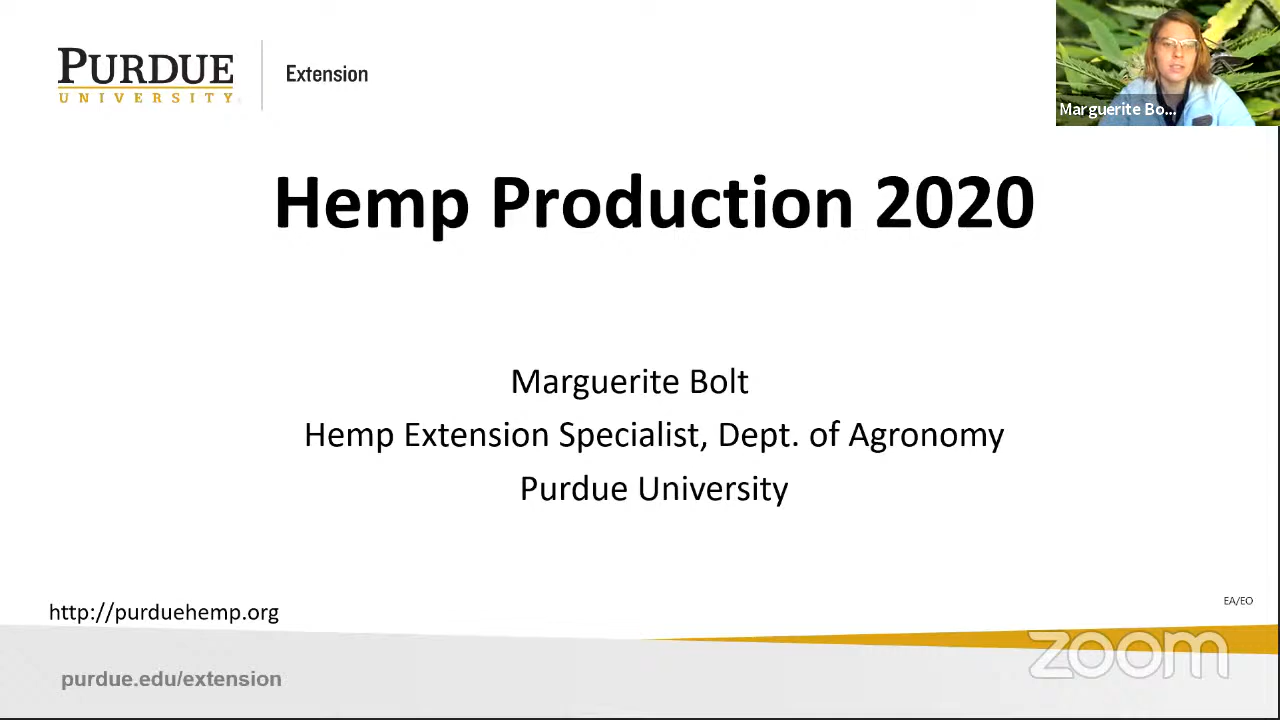 PURDUE
UNIVERSITY
Extension
Marguerite Bo...
Hemp Production 2020
Marguerite Bolt
Hemp Extension Specialist, Dept. of Agronomy
Purdue University
http://purduehemp.org
EA/EO
zoom
purdue.edu/extension